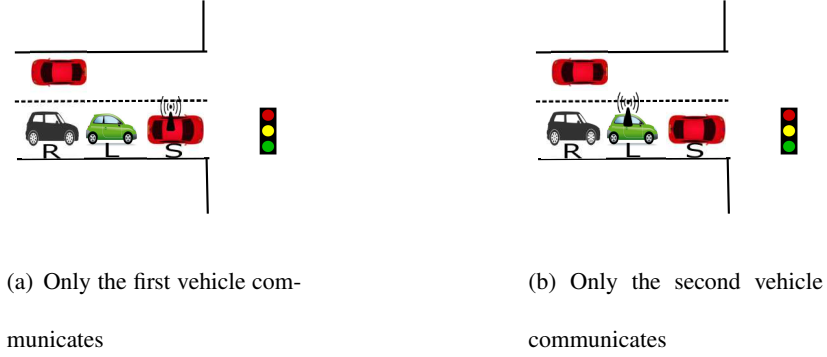 R L S
R L S
(a) Only the first vehicle com-
municates
(b) Only the second vehicle
communicates